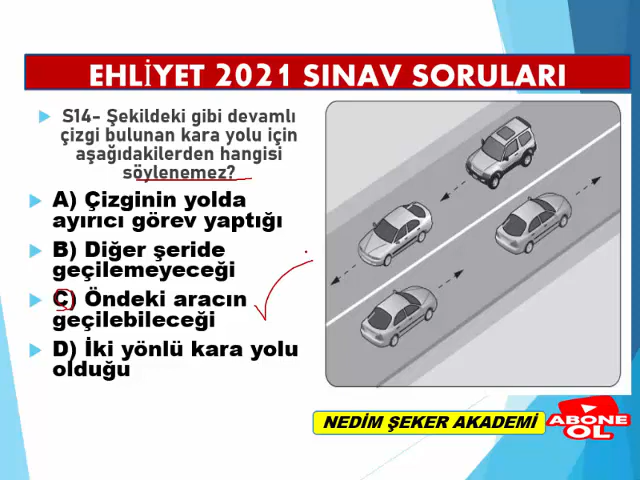 EHLİYET 2021 SINAV SORULARI
S14- Şekildeki gibi devamlı
çizgi bulunan kara yolu için
aşağıdakilerden hangisi
söylenemez?
A) Çizginin yolda
ayırıcı görev yaptığı
B) Diğer şeride
geçilemeyeceği
C) Öndeki aracın
geçilebileceği
D) İki yönlü kara yolu
olduğu
NEDİM ŞEKER AKADEMİ
ABONE
OL